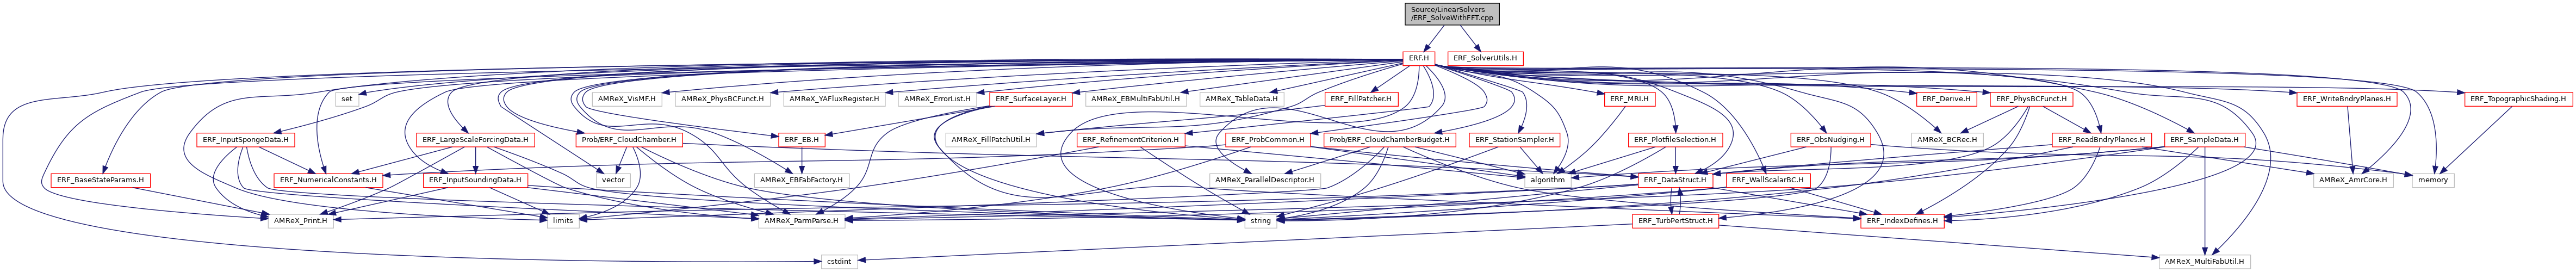 Source/LinearSolvers
/ERF_SolveWithFFT.cpp
ERF.H
ERF_SolverUtils.H
set
AMReX_VisMF.H
AMReX_PhysBCFunct.H
AMReX_YAFluxRegister.H
AMReX_ErrorList.H
ERF_SurfaceLayer.H
AMReX_EBMultiFabUtil.H
AMReX_TableData.H
ERF_FillPatcher.H
ERF_MRI.H
ERF_Derive.H
ERF_PhysBCFunct.H
ERF_WriteBndryPlanes.H
ERF_TopographicShading.H
ERF_InputSpongeData.H
ERF_LargeScaleForcingData.H
Prob/ERF_CloudChamber.H
ERF_EB.H
AMReX_FillPatchUtil.H
ERF_RefinementCriterion.H
ERF_ProbCommon.H
Prob/ERF_CloudChamberBudget.H
ERF_StationSampler.H
ERF_PlotfileSelection.H
ERF_ObsNudging.H
AMReX_BCRec.H
ERF_ReadBndryPlanes.H
ERF_SampleData.H
ERF_BaseStateParams.H
ERF_NumericalConstants.H
ERF_InputSoundingData.H
vector
AMReX_EBFabFactory.H
AMReX_ParallelDescriptor.H
algorithm
ERF_DataStruct.H
ERF_WallScalarBC.H
AMReX_AmrCore.H
memory
AMReX_Print.H
limits
AMReX_ParmParse.H
string
ERF_TurbPertStruct.H
ERF_IndexDefines.H
cstdint
AMReX_MultiFabUtil.H